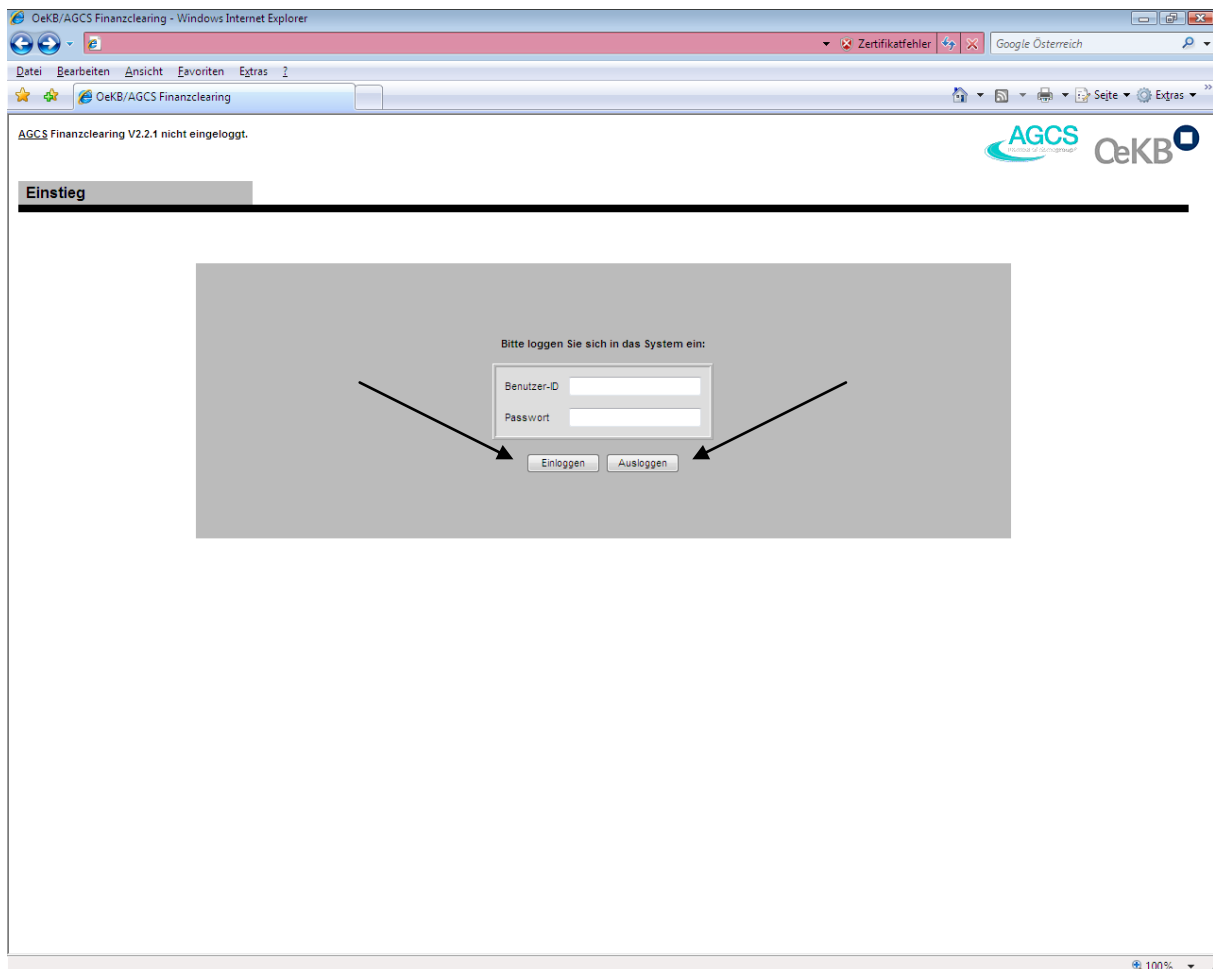 OeKB/AGCS Finanzclearing - Windows Internet Explorer
Zertifikatfehler
Google Österreich
Datei Bearbeiten Ansicht Favoriten Extras ?
OeKB/AGCS Finanzclearing
Seite Extras »
AGCS Finanzclearing V2.2.1 nicht eingeloggt.
AGCS
OeKB
Einstieg
Bitte loggen Sie sich in das System ein:
Benutzer-ID
Passwort
Einloggen Ausloggen
100%